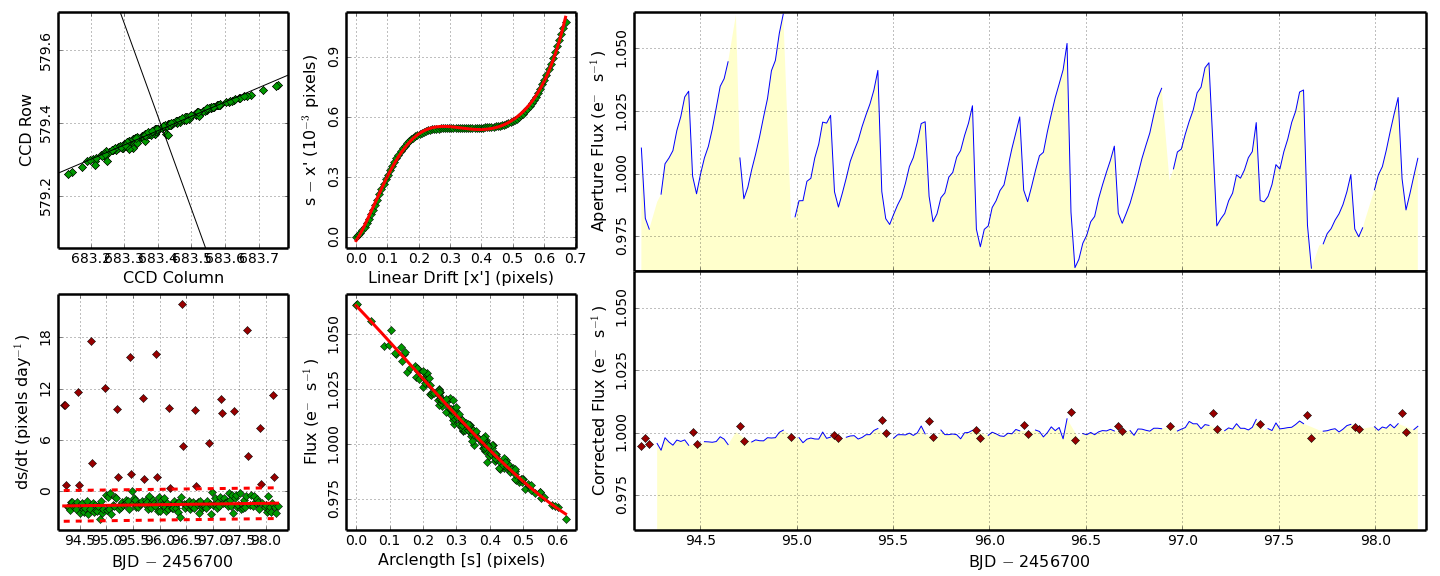 CCD Row
579.6
579.4
579.2
683.2 683.3 683.4 683.5 683.6 683.7
CCD Column
s − x' (10⁻³ pixels)
0.9
0.6
0.3
0.0
0.0 0.1 0.2 0.3 0.4 0.5 0.6 0.7
Linear Drift [x'] (pixels)
Aperture Flux (e⁻ s⁻¹)
1.050
1.025
1.000
0.975
ds/dt (pixels day⁻¹)
18
12
6
0
94.5 95.0 95.5 96.0 96.5 97.0 97.5 98.0
BJD − 2456700
Flux (e⁻ s⁻¹)
1.050
1.025
1.000
0.975
0.0 0.1 0.2 0.3 0.4 0.5 0.6
Arclength [s] (pixels)
Corrected Flux (e⁻ s⁻¹)
1.050
1.025
1.000
0.975
94.5 95.0 95.5 96.0 96.5 97.0 97.5 98.0
BJD − 2456700